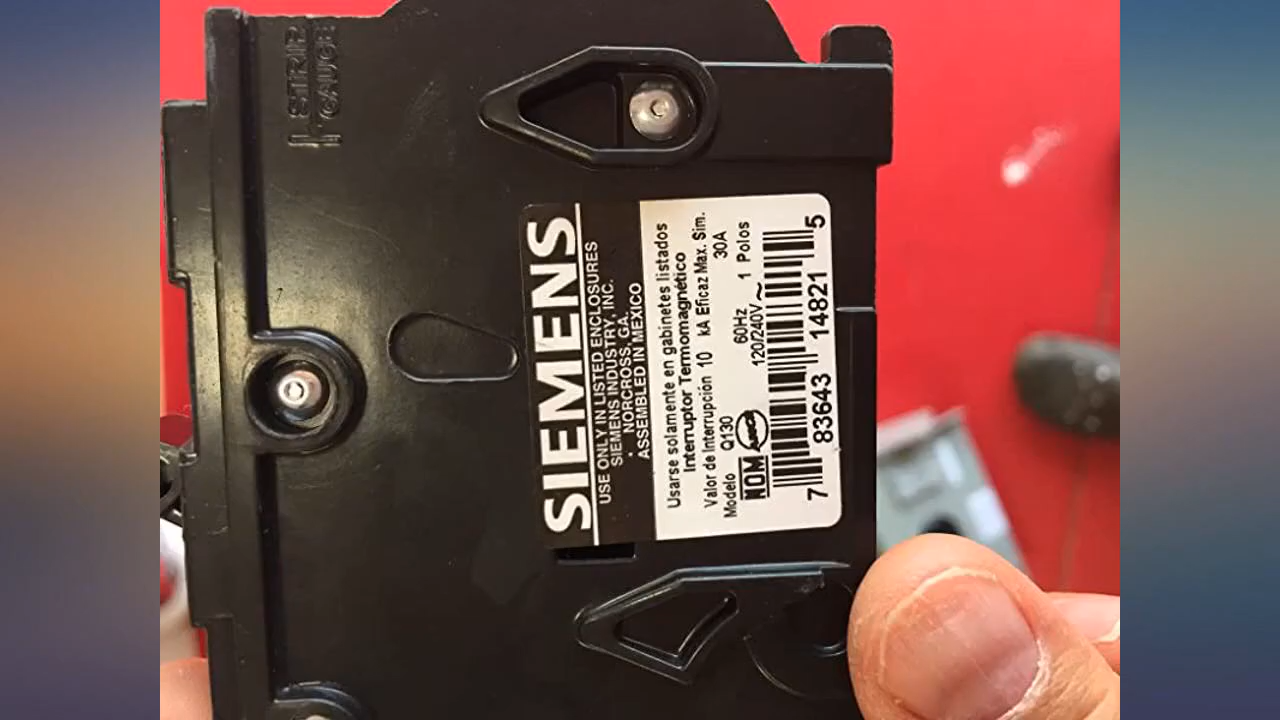 STRIP
GAUGE
SIEMENS
USE ONLY IN LISTED ENCLOSURES
SIEMENS INDUSTRY, INC.
NORCROSS, GA.
ASSEMBLED IN MEXICO
Usarse solamente en gabinetes listados
Interruptor Termomagnético
Valor de Interrupción 10 kA Eficaz Max. Sim.
Modelo Q130 60Hz 30A
NOM ANCE 120/240V~ 1 Polos
7 83643 14821 5